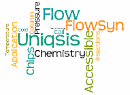 Flow
FlowSyn
Uniqsis
Chemistry
Chips
Accessible
Application
Pressure
Temperature